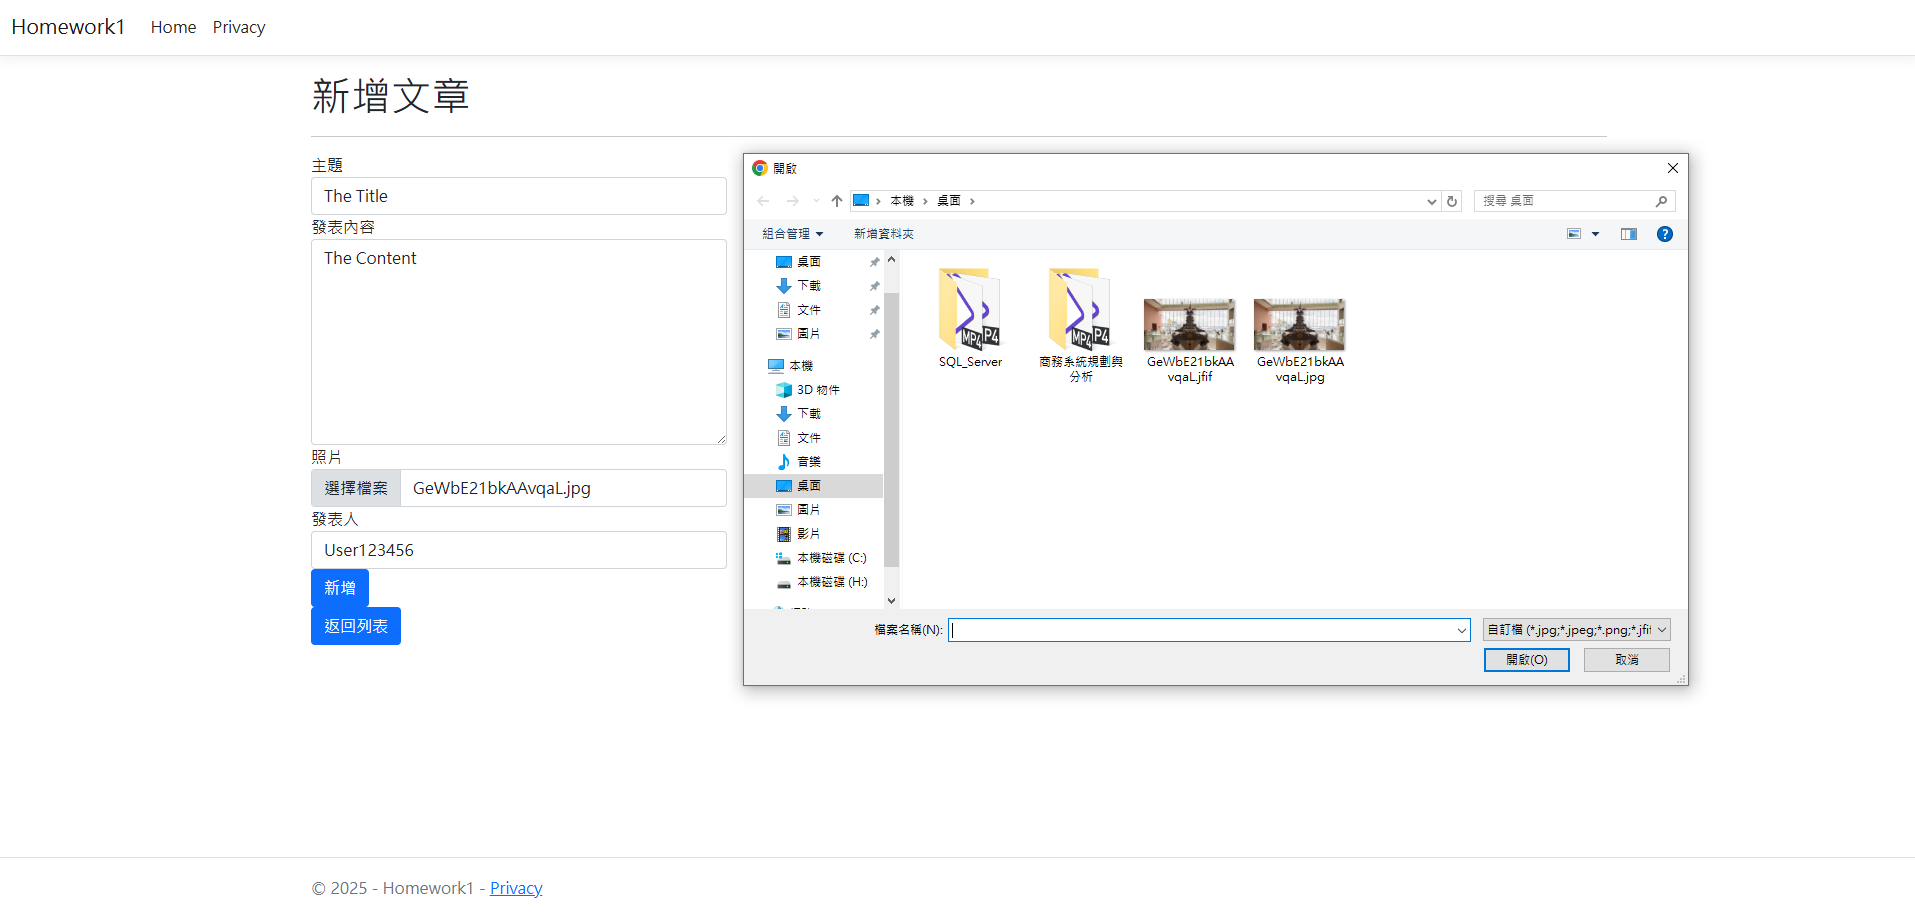 Homework1 Home Privacy
新增文章
主題
The Title
發表內容
The Content
照片
選擇檔案 GeWbE21bkAAvqaL.jpg
發表人
User123456
新增
返回列表
開啟
本機 › 桌面 ›
搜尋 桌面
組合管理 新增資料夾
桌面
下載
文件
圖片
本機
3D 物件
下載
文件
音樂
桌面
圖片
影片
本機磁碟 (C:)
本機磁碟 (H:)
SQL_Server
MP4
商務系統規劃與
分析
MP4
GeWbE21bkAA
vqaL.jfif
GeWbE21bkAA
vqaL.jpg
檔案名稱(N):
自訂檔 (*.jpg;*.jpeg;*.png;*.jfif
開啟(O) 取消
© 2025 - Homework1 - Privacy